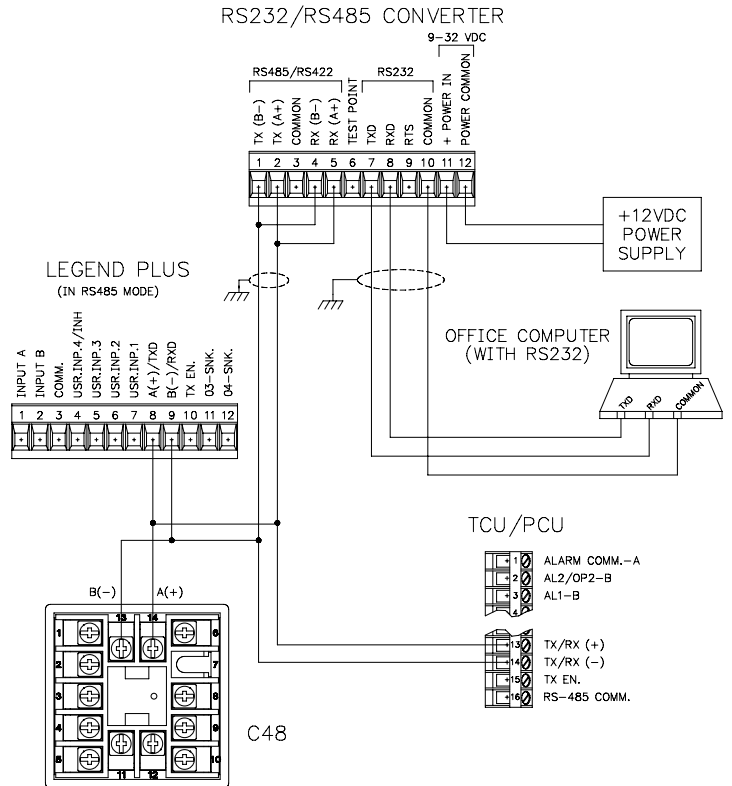 RS232/RS485 CONVERTER
9-32 VDC
RS485/RS422
RS232
TX (B-)
TX (A+)
COMMON
RX (B-)
RX (A+)
TEST POINT
TXD
RXD
RTS
COMMON
+ POWER IN
POWER COMMON
1 2 3 4 5 6 7 8 9 10 11 12
+12VDC
POWER
SUPPLY
LEGEND PLUS
(IN RS485 MODE)
INPUT A
INPUT B
COMM.
USR.INP.4/INH
USR.INP.3
USR.INP.2
USR.INP.1
A(+)/TXD
B(-)/RXD
TX EN.
O3-SNK.
O4-SNK.
1 2 3 4 5 6 7 8 9 10 11 12
OFFICE COMPUTER
(WITH RS232)
TXD
RXD
COMMON
TCU/PCU
1 ALARM COMM.-A
2 AL2/OP2-B
3 AL1-B
4
13 TX/RX (+)
14 TX/RX (-)
15 TX EN.
16 RS-485 COMM.
B(-)
A(+)
13 14
1 6
2 7
3 8
4 9
5 10
11 12
C48